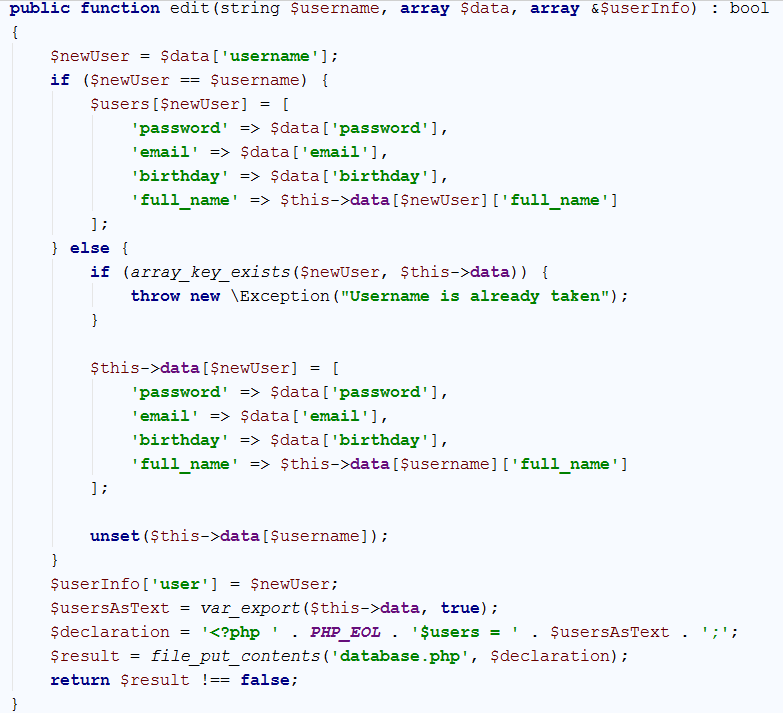 public function edit(string $username, array $data, array &$userInfo) : bool
{
    $newUser = $data['username'];
    if ($newUser == $username) {
        $users[$newUser] = [
            'password' => $data['password'],
            'email' => $data['email'],
            'birthday' => $data['birthday'],
            'full_name' => $this->data[$newUser]['full_name']
        ];
    } else {
        if (array_key_exists($newUser, $this->data)) {
            throw new \Exception("Username is already taken");
        }

        $this->data[$newUser] = [
            'password' => $data['password'],
            'email' => $data['email'],
            'birthday' => $data['birthday'],
            'full_name' => $this->data[$username]['full_name']
        ];

        unset($this->data[$username]);
    }
    $userInfo['user'] = $newUser;
    $usersAsText = var_export($this->data, true);
    $declaration = '<?php ' . PHP_EOL . '$users = ' . $usersAsText . ';';
    $result = file_put_contents('database.php', $declaration);
    return $result !== false;
}